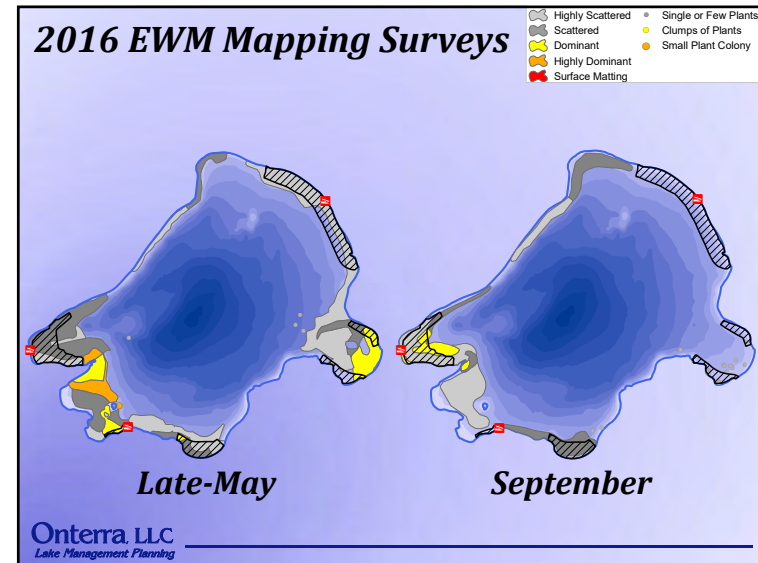 2016 EWM Mapping Surveys
Highly Scattered
Scattered
Dominant
Highly Dominant
Surface Matting
Single or Few Plants
Clumps of Plants
Small Plant Colony
Late-May
September
Onterra LLC
Lake Management Planning